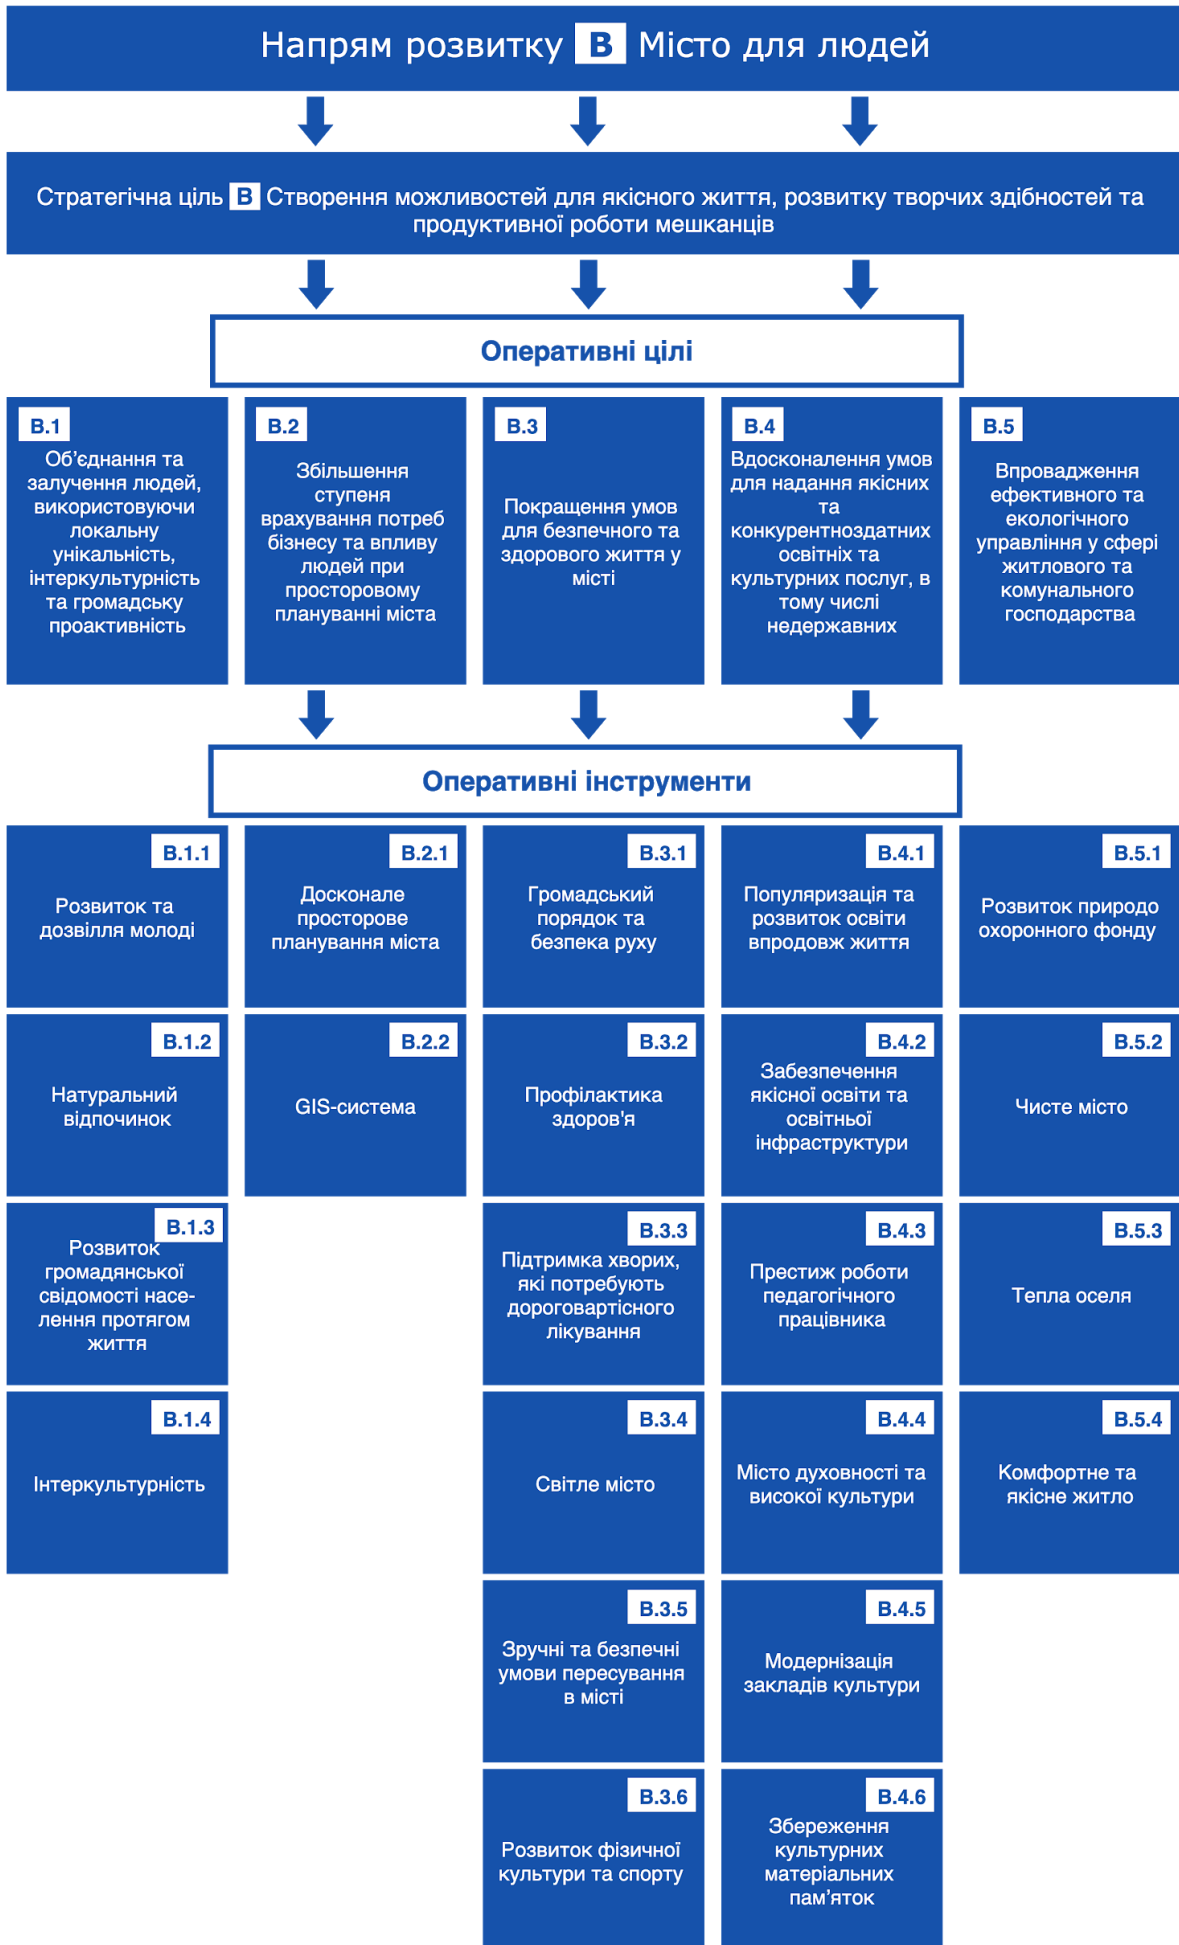 Напрям розвитку В Місто для людей
Стратегічна ціль В Створення можливостей для якісного життя, розвитку творчих здібностей та
продуктивної роботи мешканців
Оперативні цілі
В.1
Об’єднання та
залучення людей,
використовуючи
локальну
унікальність,
інтеркультурність
та громадську
проактивність
В.2
Збільшення
ступеня
врахування потреб
бізнесу та впливу
людей при
просторовому
плануванні міста
В.3
Покращення умов
для безпечного та
здорового життя у
місті
В.4
Вдосконалення умов
для надання якісних
та
конкурентноздатних
освітніх та
культурних послуг, в
тому числі
недержавних
В.5
Впровадження
ефективного та
екологічного
управління у сфері
житлового та
комунального
господарства
Оперативні інструменти
В.1.1
Розвиток та
дозвілля молоді
В.2.1
Досконале
просторове
планування міста
В.3.1
Громадський
порядок та
безпека руху
В.4.1
Популяризація та
розвиток освіти
впродовж життя
В.5.1
Розвиток природо
охоронного фонду
В.1.2
Натуральний
відпочинок
В.2.2
GIS-система
В.3.2
Профілактика
здоров'я
В.4.2
Забезпечення
якісної освіти та
освітньої
інфраструктури
В.5.2
Чисте місто
В.1.3
Розвиток
громадянської
свідомості насе-
лення протягом
життя
В.3.3
Підтримка хворих,
які потребують
дороговартісного
лікування
В.4.3
Престиж роботи
педагогічного
працівника
В.5.3
Тепла оселя
В.1.4
Інтеркультурність
В.3.4
Світле місто
В.4.4
Місто духовності та
високої культури
В.5.4
Комфортне та
якісне житло
В.3.5
Зручні та безпечні
умови пересування
в місті
В.4.5
Модернізація
закладів культури
В.3.6
Розвиток фізичної
культури та спорту
В.4.6
Збереження
культурних
матеріальних
пам’яток